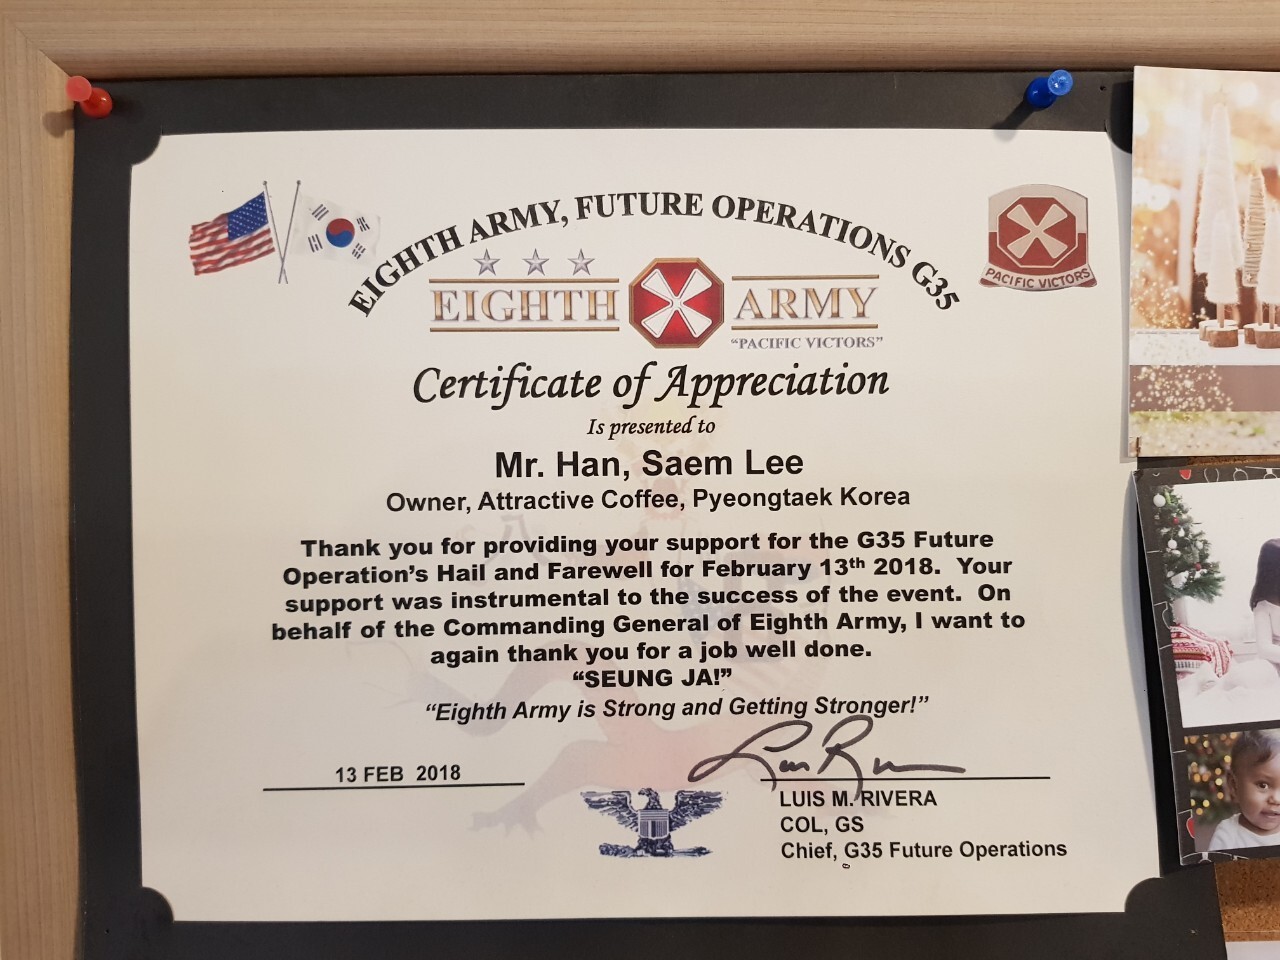 EIGHTH ARMY, FUTURE OPERATIONS G35
EIGHTH ARMY
"PACIFIC VICTORS"
PACIFIC VICTORS
Certificate of Appreciation
Is presented to
Mr. Han, Saem Lee
Owner, Attractive Coffee, Pyeongtaek Korea
Thank you for providing your support for the G35 Future
Operation's Hail and Farewell for February 13th 2018. Your
support was instrumental to the success of the event. On
behalf of the Commanding General of Eighth Army, I want to
again thank you for a job well done.
"SEUNG JA!"
"Eighth Army is Strong and Getting Stronger!"
13 FEB 2018
LUIS M. RIVERA
COL, GS
Chief, G35 Future Operations